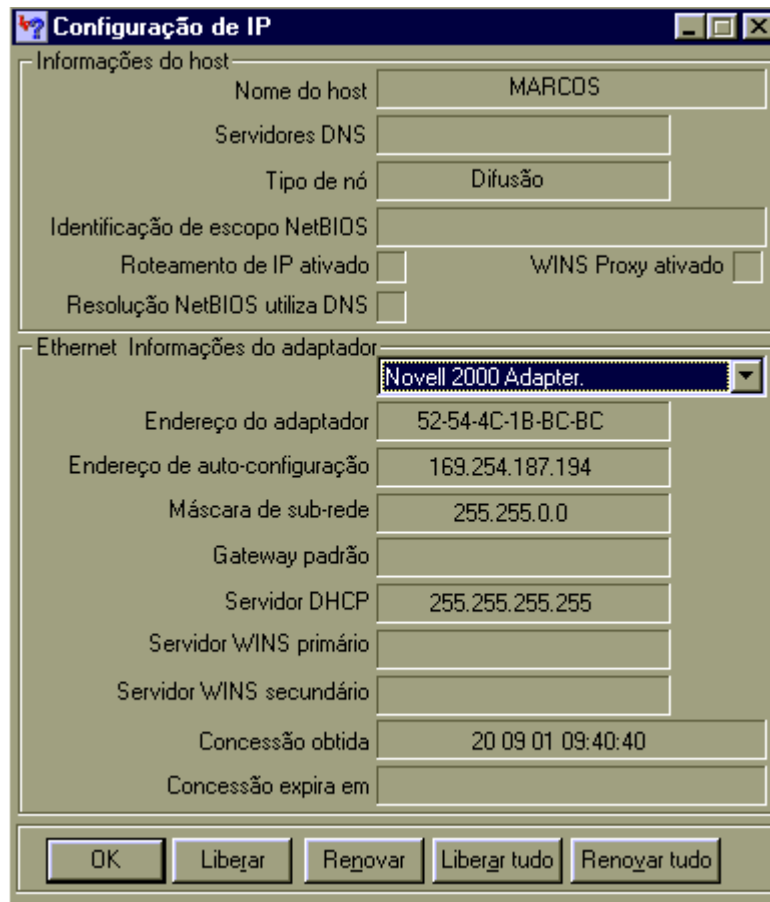 Configuração de IP
Informações do host
Nome do host MARCOS
Servidores DNS
Tipo de nó Difusão
Identificação de escopo NetBIOS
Roteamento de IP ativado WINS Proxy ativado
Resolução NetBIOS utiliza DNS
Ethernet Informações do adaptador
Novell 2000 Adapter.
Endereço do adaptador 52-54-4C-1B-BC-BC
Endereço de auto-configuração 169.254.187.194
Máscara de sub-rede 255.255.0.0
Gateway padrão
Servidor DHCP 255.255.255.255
Servidor WINS primário
Servidor WINS secundário
Concessão obtida 20 09 01 09:40:40
Concessão expira em
OK Liberar Renovar Liberar tudo Renovar tudo